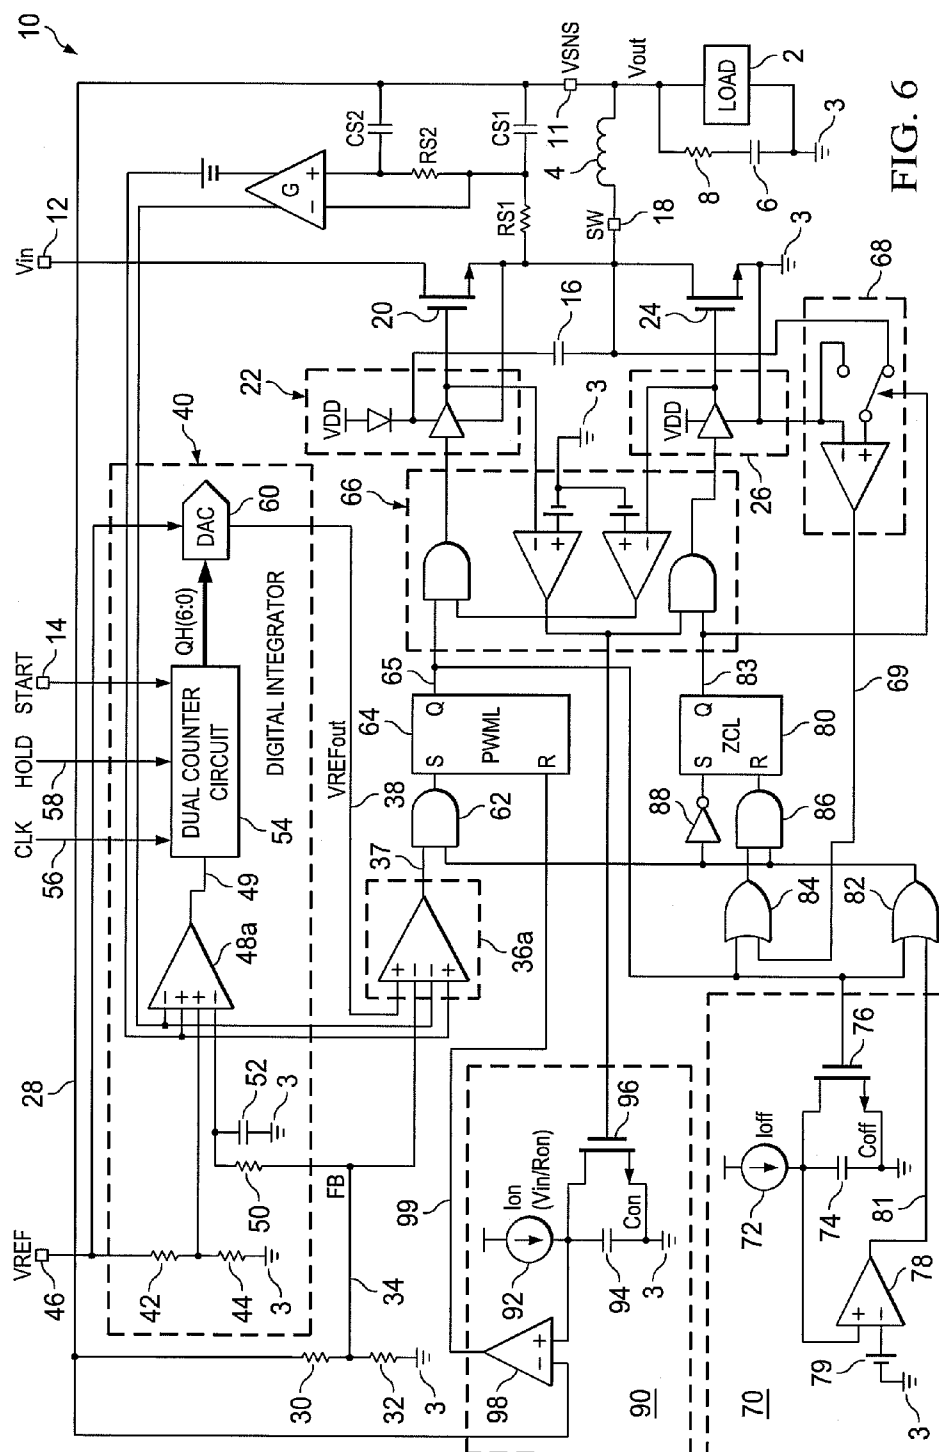 10
VREF
46
28
CLK
56
HOLD
58
START
14
Vin
12
42
44
3
50
52
3
48a
49
DUAL COUNTER
CIRCUIT
54
QH(6:0)
DAC
60
40
DIGITAL INTEGRATOR
G
+
−
CS2
RS2
CS1
RS1
VSNS
11
Vout
LOAD
2
4
8
6
3
SW
18
30
32
3
34
FB
99
VREFout
38
36a
37
62
S
Q
R
PWML
64
65
66
22
VDD
20
16
24
3
26
VDD
3
68
69
98
92
Ion
(Vin/Ron)
Con
94
3
96
90
88
S
Q
R
ZCL
80
83
86
84
82
70
72
Ioff
Coff
74
76
78
79
3
81
− + + −
+ − − +
− +
+ −
− +
− +
+ −
FIG. 6